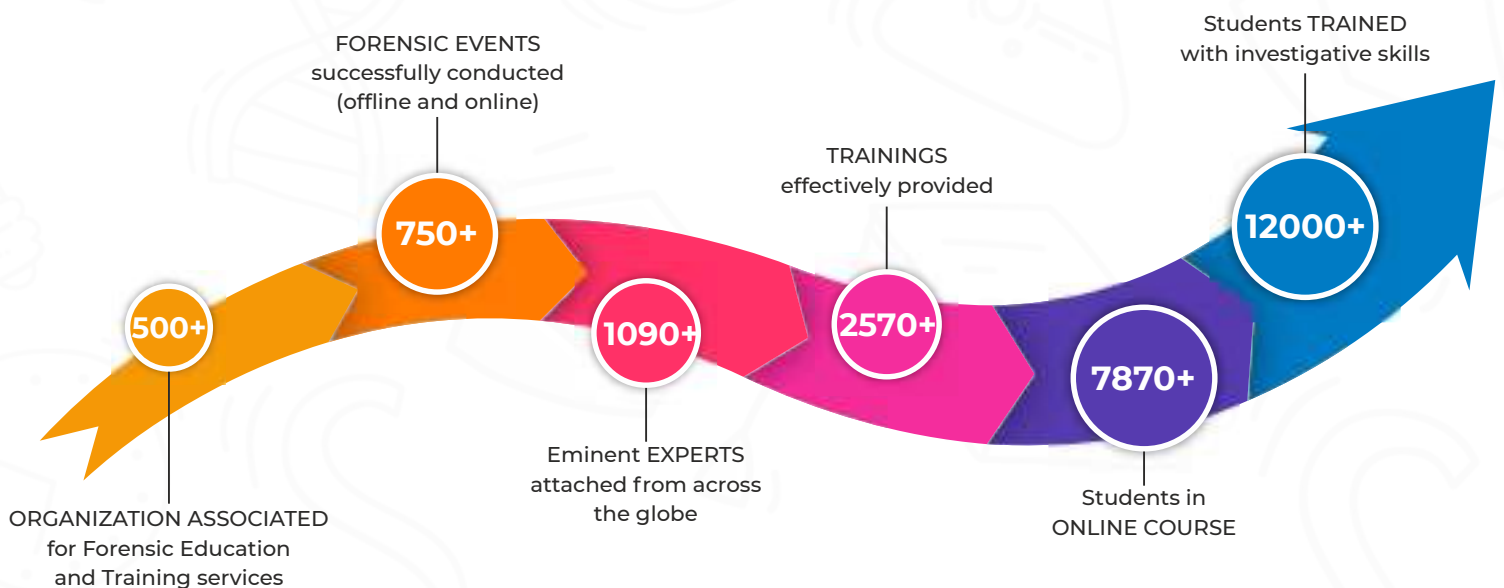 500+
ORGANIZATION ASSOCIATED
for Forensic Education
and Training services
FORENSIC EVENTS
successfully conducted
(offline and online)
750+
1090+
Eminent EXPERTS
attached from across
the globe
TRAININGS
effectively provided
2570+
7870+
Students in
ONLINE COURSE
Students TRAINED
with investigative skills
12000+